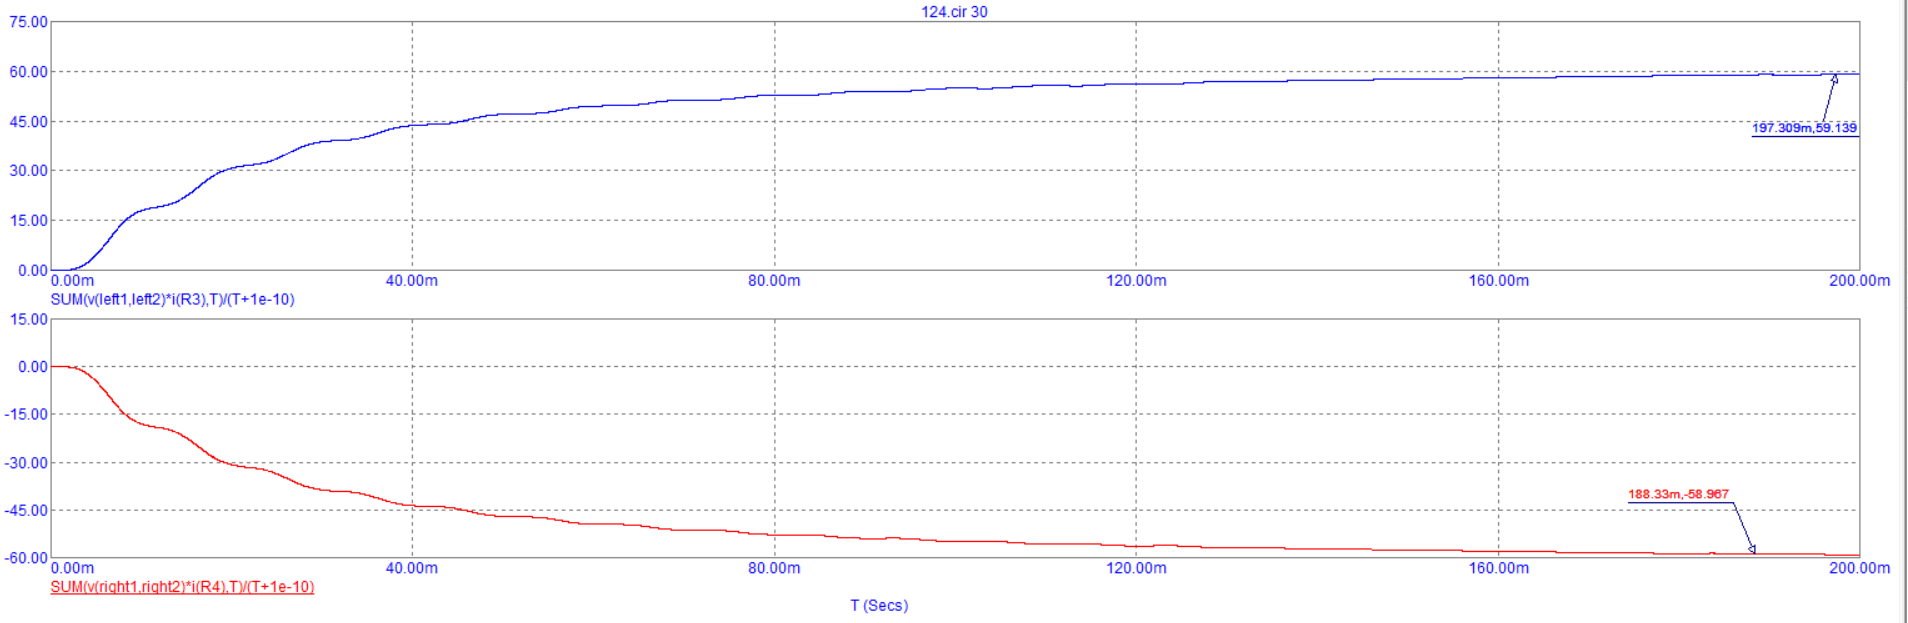 124.cir 30
75.00
60.00
45.00
30.00
15.00
0.00
197.309m,59.139
0.00m 40.00m 80.00m 120.00m 160.00m 200.00m
SUM(v(left1,left2)*i(R3),T)/(T+1e-10)
15.00
0.00
-15.00
-30.00
-45.00
-60.00
188.33m,-58.967
0.00m 40.00m 80.00m 120.00m 160.00m 200.00m
SUM(v(right1,right2)*i(R4),T)/(T+1e-10)
T (Secs)